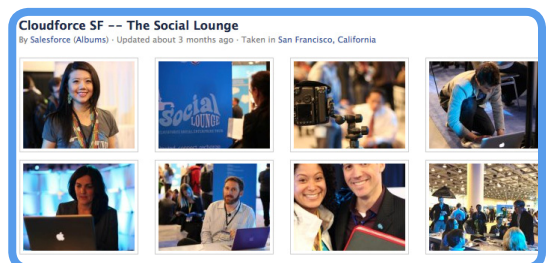 Cloudforce SF -- The Social Lounge
By Salesforce (Albums) · Updated about 3 months ago · Taken in San Francisco, California
Social
LOUNGE